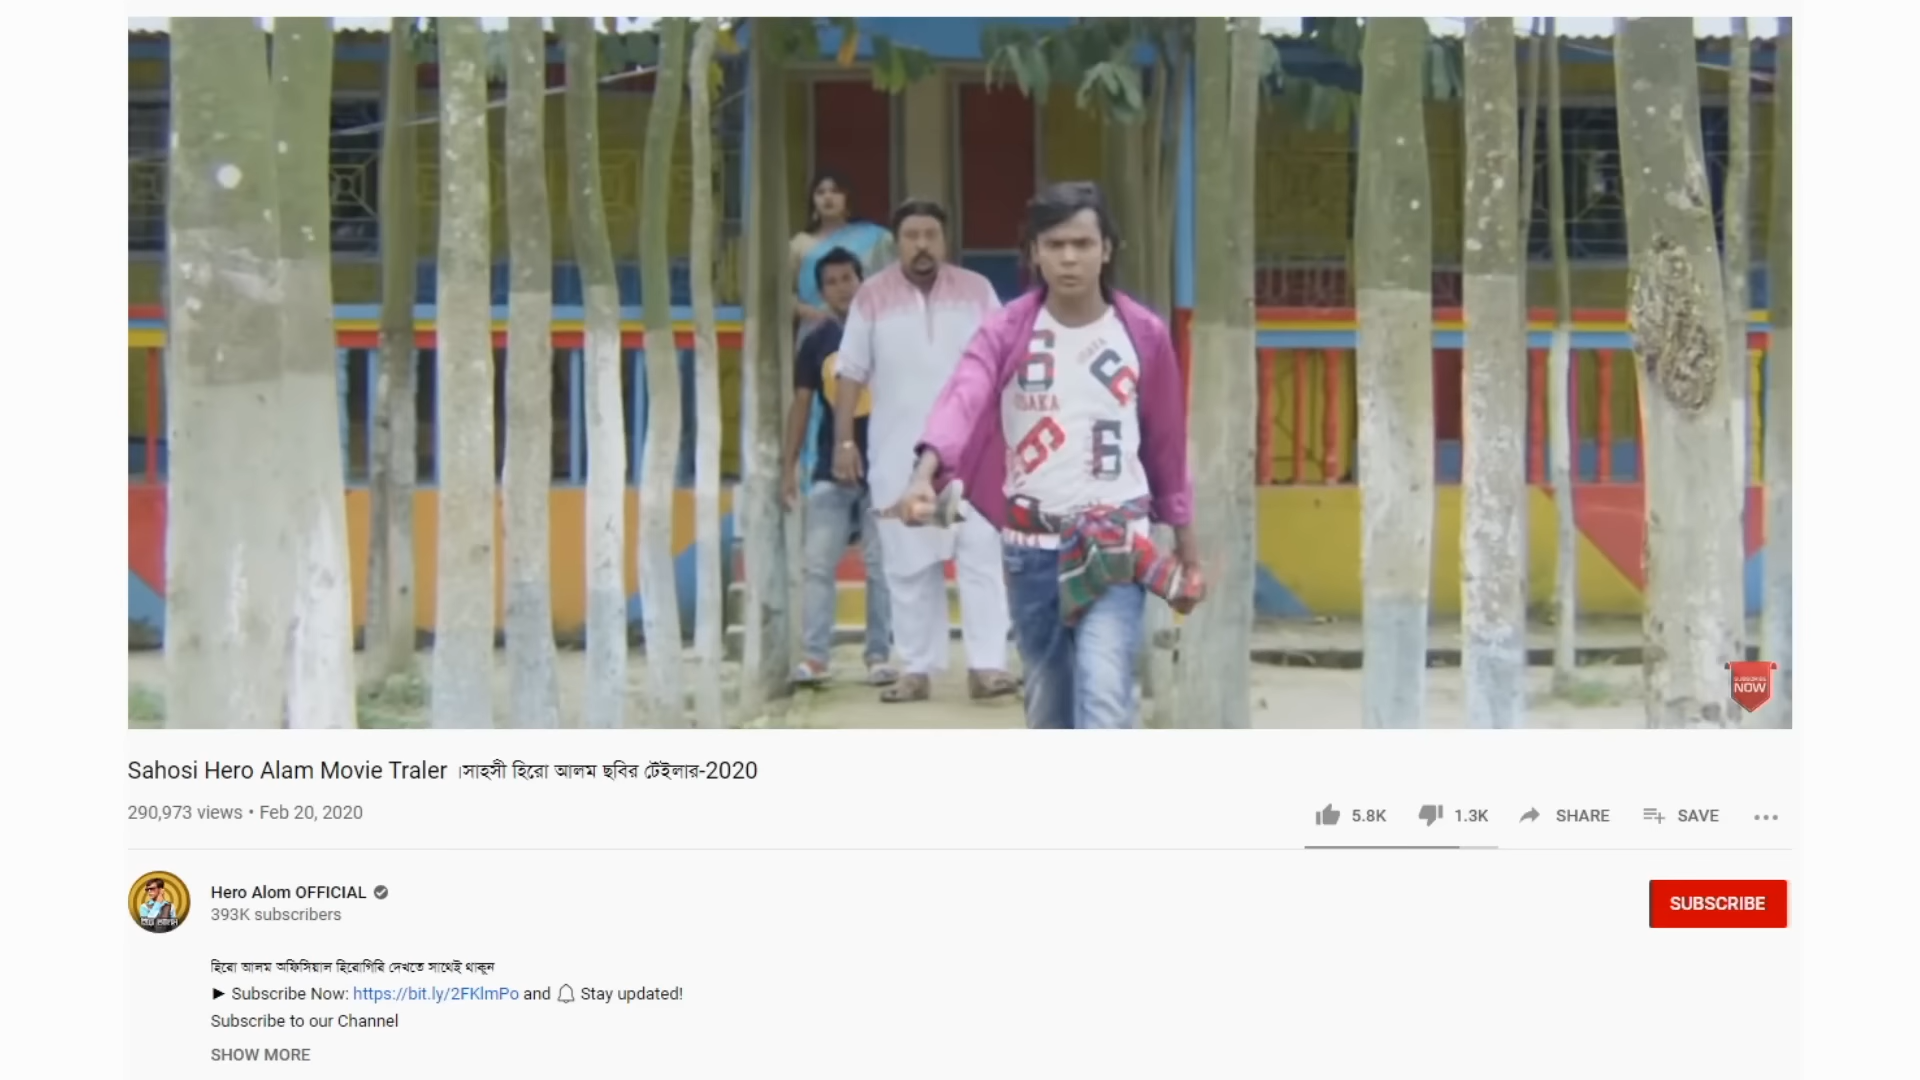 6
OSAKA
6
6
6
SUBSCRIBE
NOW
Sahosi Hero Alam Movie Traler ।সাহসী হিরো আলম ছবির টেঁইলার-2020
290,973 views • Feb 20, 2020
5.8K
1.3K
SHARE
SAVE
Hero Alom OFFICIAL
393K subscribers
SUBSCRIBE
হিরো আলম অফিসিয়াল হিরোগিরি দেখতে সাথেই থাকুন
► Subscribe Now: https://bit.ly/2FKlmPo and 🔔 Stay updated!
Subscribe to our Channel
SHOW MORE